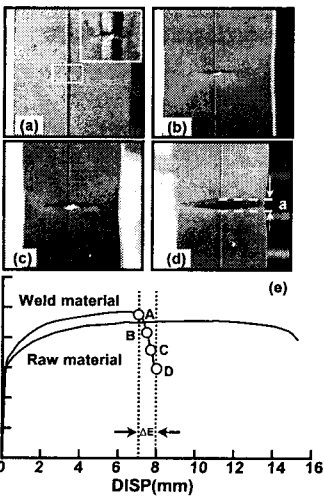 (a)
(b)
(c)
(d)
a
(e)
Weld material
Raw material
A
B
C
D
ΔE
0 2 4 6 8 10 12 14 16
DISP(mm)